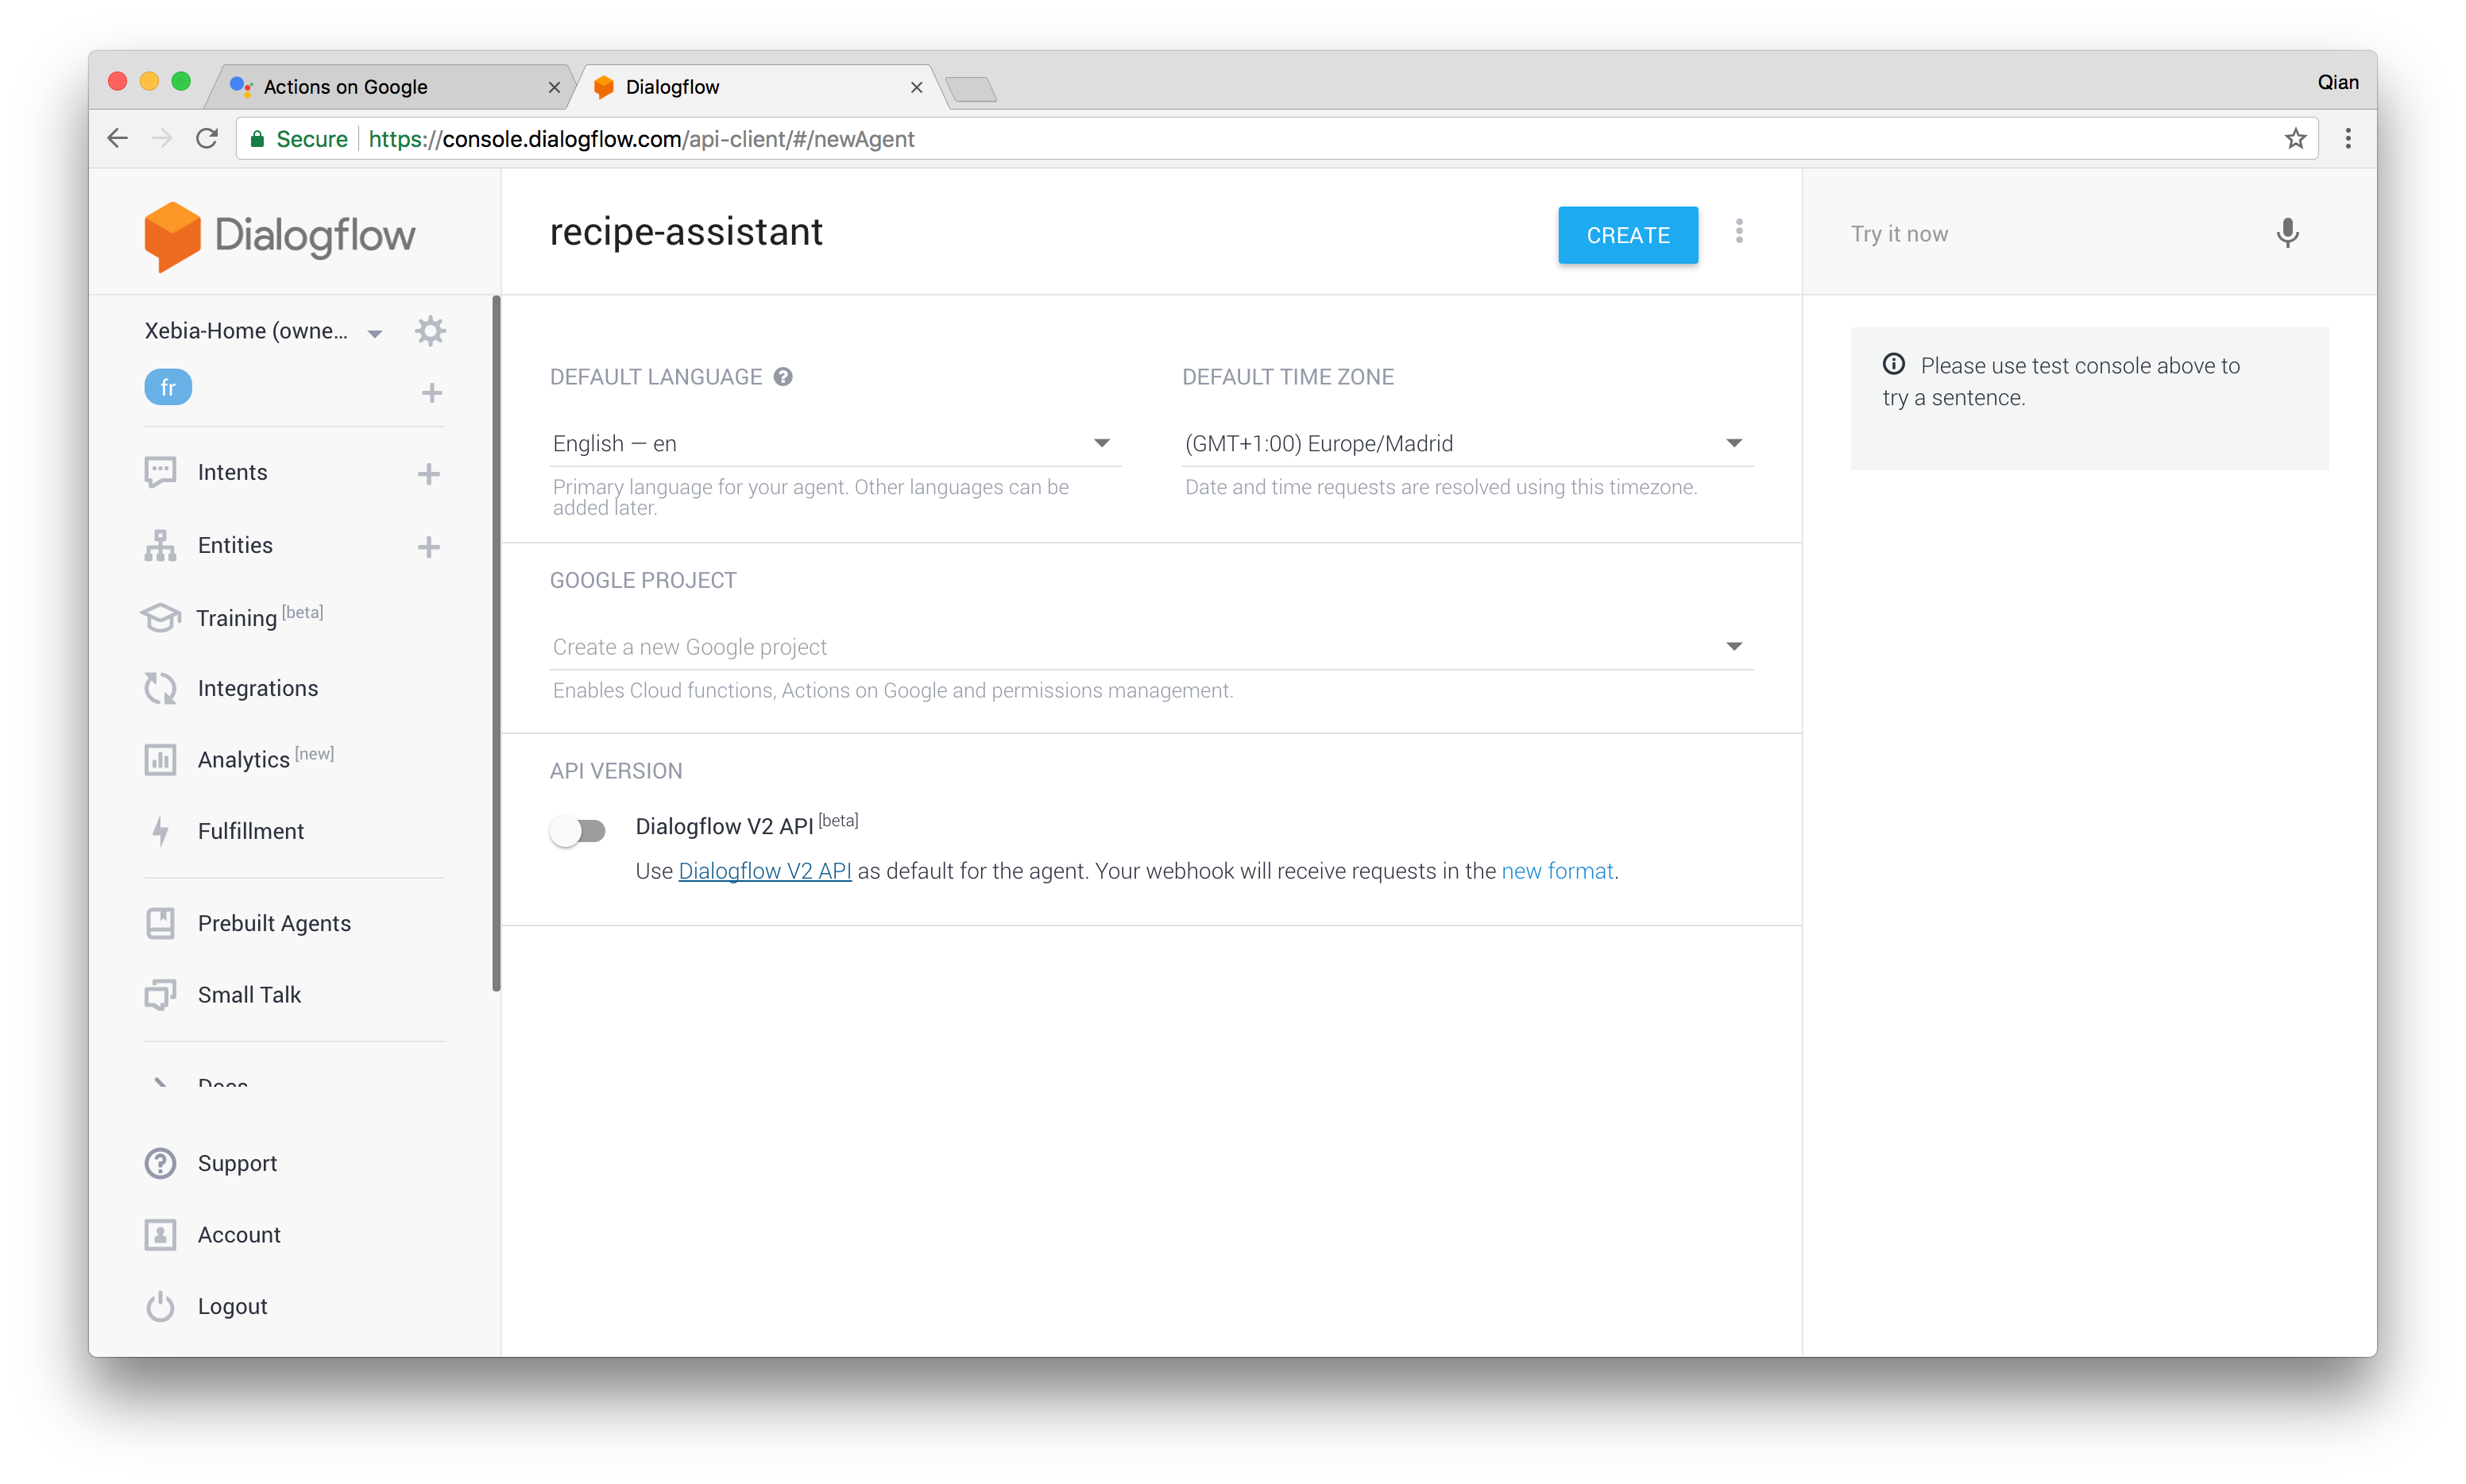 Actions on Google
Dialogflow
Qian
Secure
https://console.dialogflow.com/api-client/#/newAgent
Dialogflow
Xebia-Home (owne...
fr
Intents
Entities
Training [beta]
Integrations
Analytics [new]
Fulfillment
Prebuilt Agents
Small Talk
Docs
Support
Account
Logout
recipe-assistant
CREATE
DEFAULT LANGUAGE
English — en
Primary language for your agent. Other languages can be
added later.
DEFAULT TIME ZONE
(GMT+1:00) Europe/Madrid
Date and time requests are resolved using this timezone.
GOOGLE PROJECT
Create a new Google project
Enables Cloud functions, Actions on Google and permissions management.
API VERSION
Dialogflow V2 API [beta]
Use Dialogflow V2 API as default for the agent. Your webhook will receive requests in the new format.
Try it now
Please use test console above to
try a sentence.